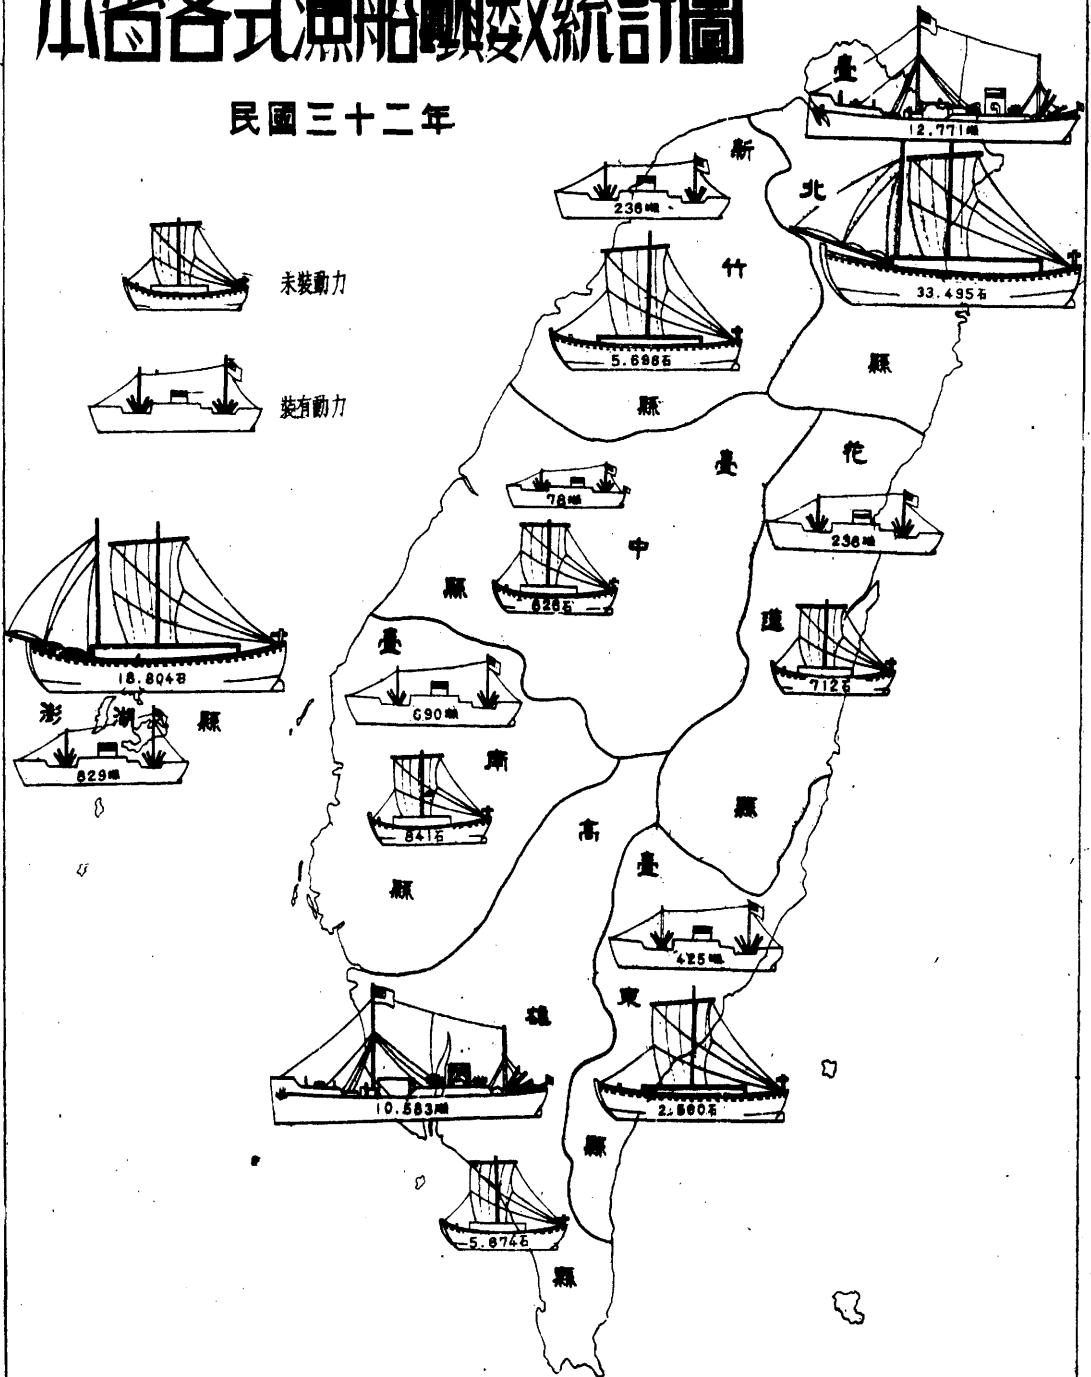 本省各式漁船噸數統計圖
民國三十二年
未裝動力
裝有動力
臺北縣
12.771噸
33.495石
新竹縣
236噸
5.698石
臺中縣
78噸
626石
花蓮縣
236噸
712石
臺南縣
690噸
841石
澎湖縣
18.804石
829噸
高雄縣
10.583噸
5.674石
臺東縣
425噸
2.560石